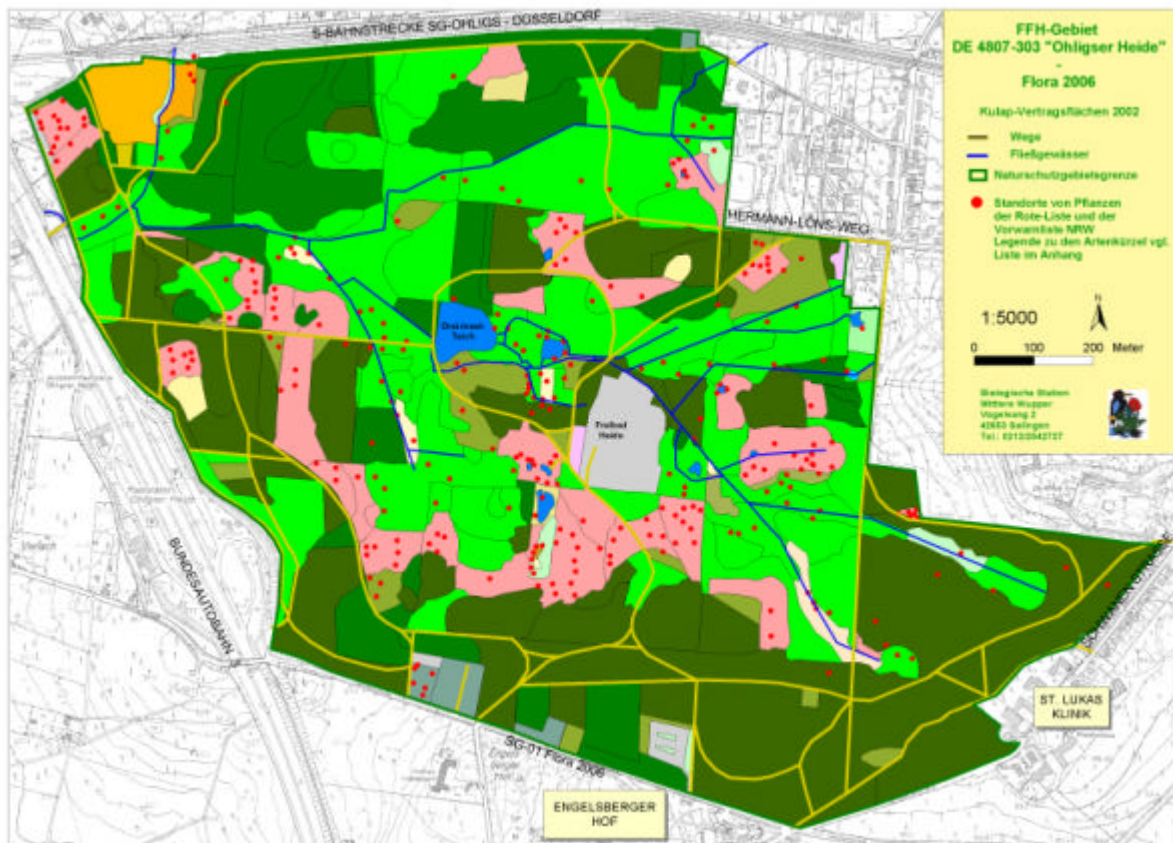 S-BAHNSTRECKE SG-OHLIGS - DÜSSELDORF
FFH-Gebiet
DE 4807-303 "Ohligser Heide"
-
Flora 2006
Kulap-Vertragsflächen 2002
Wege
Fließgewässer
Naturschutzgebietsgrenze
Standorte von Pflanzen
der Rote-Liste und der
Vorwarnliste NRW
Legende zu den Artenkürzel vgl.
Liste im Anhang
N
1:5000
0 100 200 Meter
Biologische Station
Mittlere Wupper
Vogelsang 2
42653 Solingen
HERMANN-LÖNS-WEG
Teich
Freibad
Heide
BUNDESAUTOBAHN
ST. LUKAS
KLINIK
SG-01 Flora 2006
ENGELSBERGER
HOF